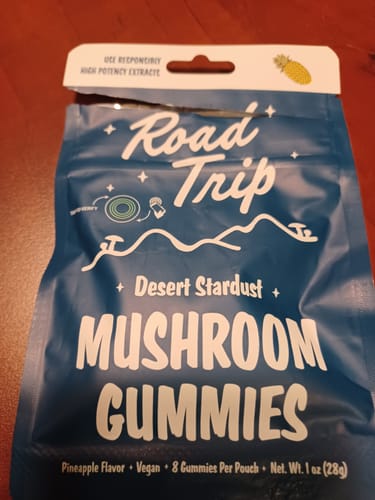 USE RESPONSIBLY
HIGH POTENCY EXTRACTS
Road
Trip
Desert Stardust
MUSHROOM
GUMMIES
Pineapple Flavor • Vegan • 8 Gummies Per Pouch • Net. Wt. 1 oz (28g)